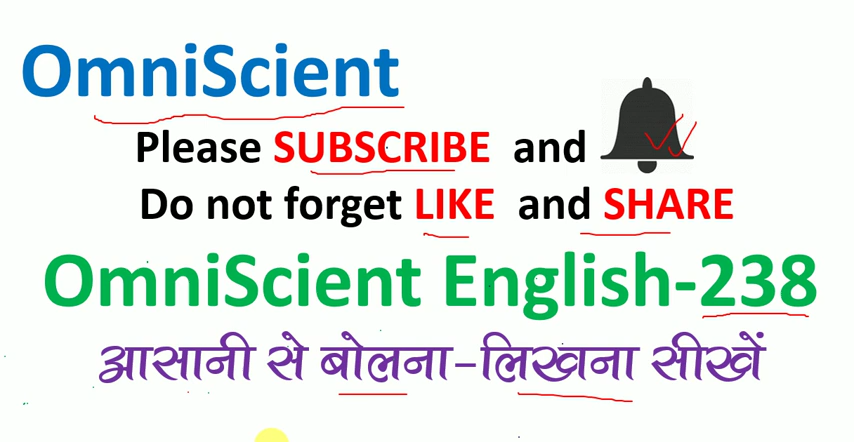 OmniScient
Please SUBSCRIBE and
Do not forget LIKE and SHARE
OmniScient English-238
आसानी से बोलना-लिखना सीखें